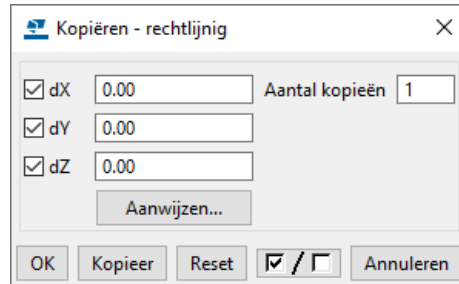 Kopiëren - rechtlijnig
dX 0.00 Aantal kopieën 1
dY 0.00
dZ 0.00
Aanwijzen...
OK Kopieer Reset / Annuleren